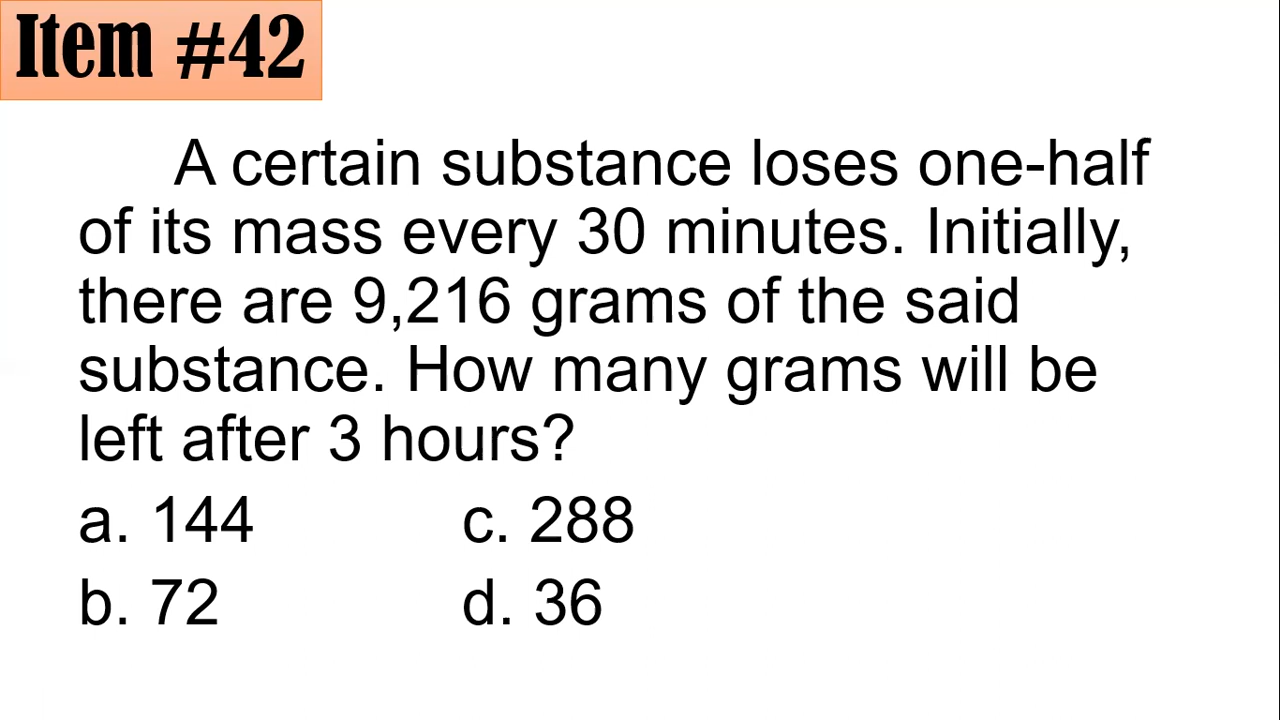 Item #42
A certain substance loses one-half
of its mass every 30 minutes. Initially,
there are 9,216 grams of the said
substance. How many grams will be
left after 3 hours?
a. 144 c. 288
b. 72 d. 36